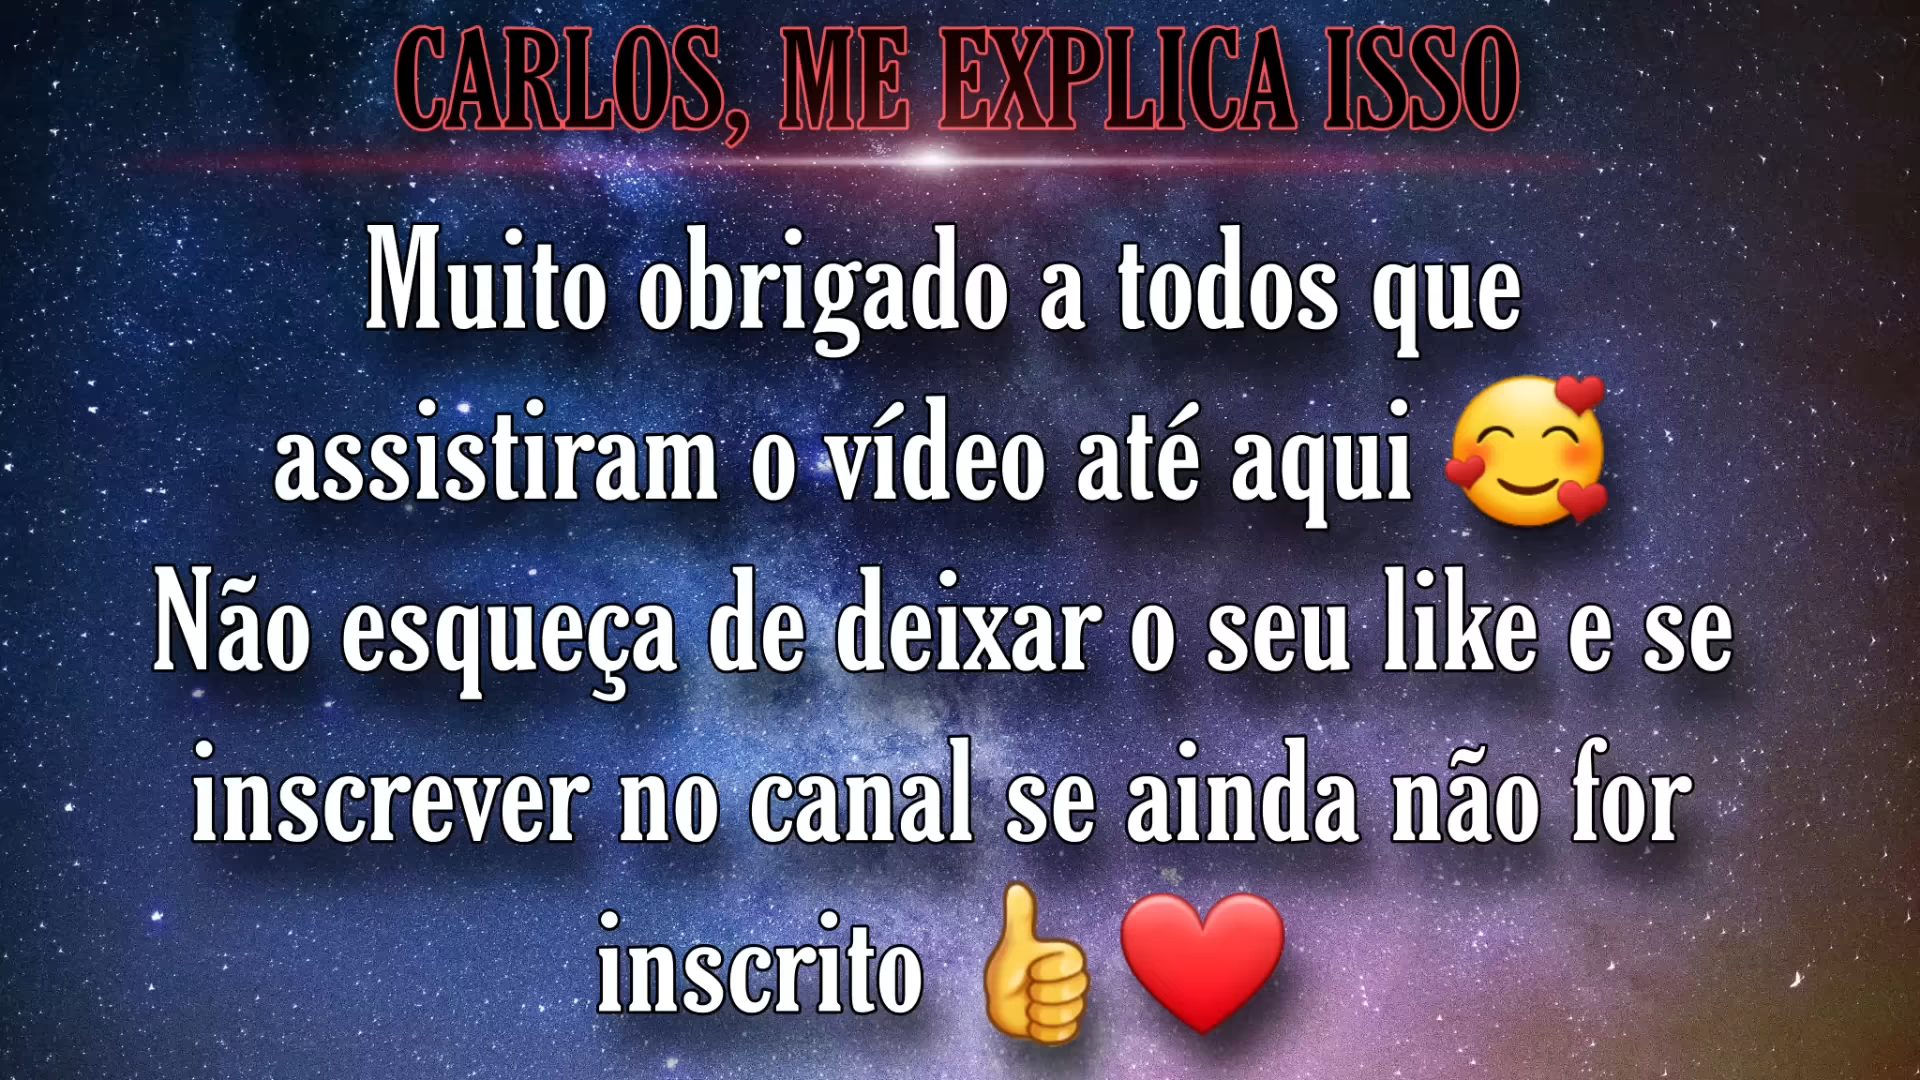 CARLOS, ME EXPLICA ISSO
Muito obrigado a todos que
assistiram o vídeo até aqui 🥰
Não esqueça de deixar o seu like e se
inscrever no canal se ainda não for
inscrito 👍❤️